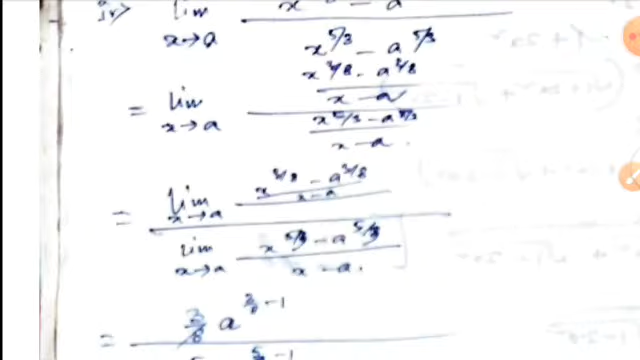 iv) lim
x→a
x^5/3 - a^5/3
= lim x→a
x^3/8 - a^3/8
x - a
x^5/3 - a^5/3
x - a.
= lim x→a x^3/8 - a^3/8
x - a
lim x→a x^5/3 - a^5/3
x - a.
= 3/8 a^3/8 - 1